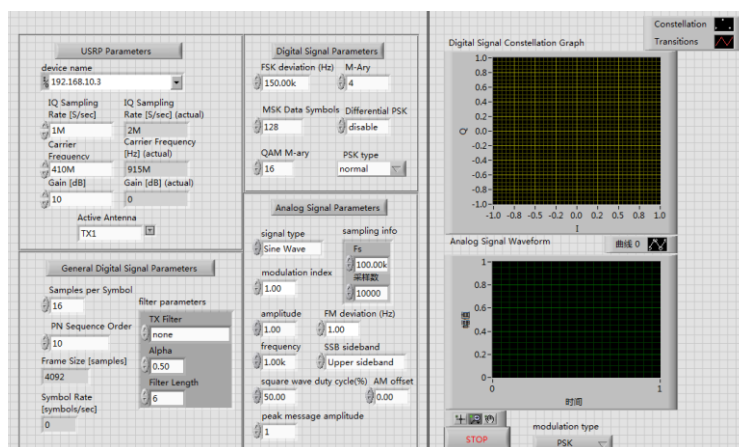 USRP Parameters
device name
192.168.10.3
IQ Sampling
Rate [S/sec]
IQ Sampling
Rate [S/sec] (actual)
1M
2M
Carrier
Frequency
Carrier Frequency
[Hz] (actual)
410M
915M
Gain [dB]
Gain [dB] (actual)
10
0
Active Antenna
TX1
General Digital Signal Parameters
Samples per Symbol
16
PN Sequence Order
10
Frame Size [samples]
4092
Symbol Rate
[symbols/sec]
0
filter parameters
TX Filter
none
Alpha
0.50
Filter Length
6
Digital Signal Parameters
FSK deviation (Hz)
M-Ary
150.00k
4
MSK Data Symbols
Differential PSK
128
disable
QAM M-ary
PSK type
16
normal
Analog Signal Parameters
signal type
Sine Wave
sampling info
Fs
100.00k
采样数
10000
modulation index
1.00
amplitude
FM deviation (Hz)
1.00
1.00
frequency
SSB sideband
1.00k
Upper sideband
square wave duty cycle(%)
AM offset
50.00
0.00
peak message amplitude
1
Constellation
Transitions
Digital Signal Constellation Graph
1.0
0.8
0.6
0.4
0.2
0.0
-0.2
-0.4
-0.6
-0.8
-1.0
Q
-1.0 -0.8 -0.5 -0.2 0.0 0.2 0.5 0.8 1.0
I
Analog Signal Waveform
曲线 0
1
0.8
0.6
0.4
0.2
0
幅值
0 1
时间
STOP
modulation type
PSK